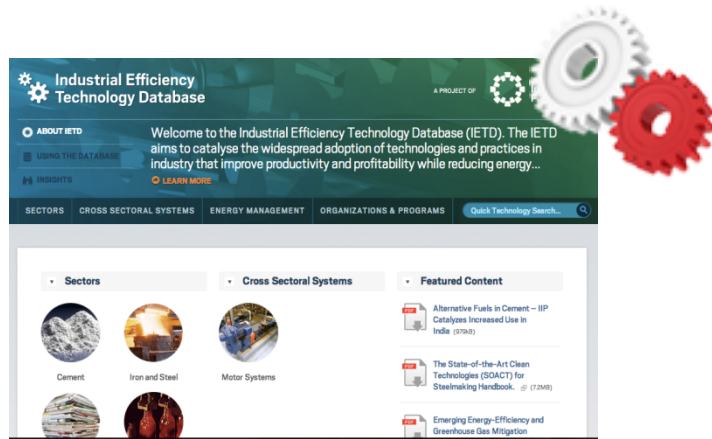 Industrial Efficiency
Technology Database
A PROJECT OF
ABOUT IETD
USING THE DATABASE
INSIGHTS
Welcome to the Industrial Efficiency Technology Database (IETD). The IETD
aims to catalyse the widespread adoption of technologies and practices in
industry that improve productivity and profitability while reducing energy...
LEARN MORE
SECTORS
CROSS SECTORAL SYSTEMS
ENERGY MANAGEMENT
ORGANIZATIONS & PROGRAMS
Quick Technology Search...
Sectors
Cross Sectoral Systems
Featured Content
Cement
Iron and Steel
Motor Systems
PDF
Alternative Fuels in Cement – IIP
Catalyzes Increased Use in
India (979kB)
PDF
The State-of-the-Art Clean
Technologies (SOACT) for
Steelmaking Handbook. (7.2MB)
PDF
Emerging Energy-Efficiency and
Greenhouse Gas Mitigation